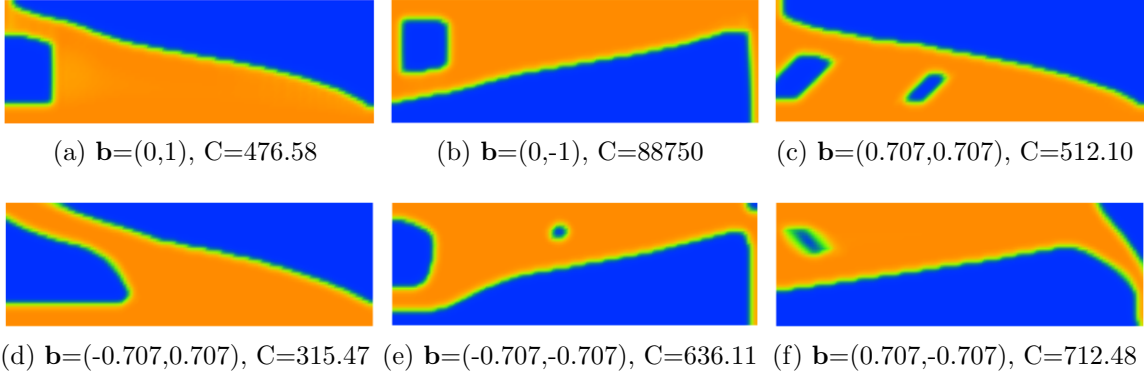 (a) b=(0,1), C=476.58
(b) b=(0,-1), C=88750
(c) b=(0.707,0.707), C=512.10
(d) b=(-0.707,0.707), C=315.47
(e) b=(-0.707,-0.707), C=636.11
(f) b=(0.707,-0.707), C=712.48